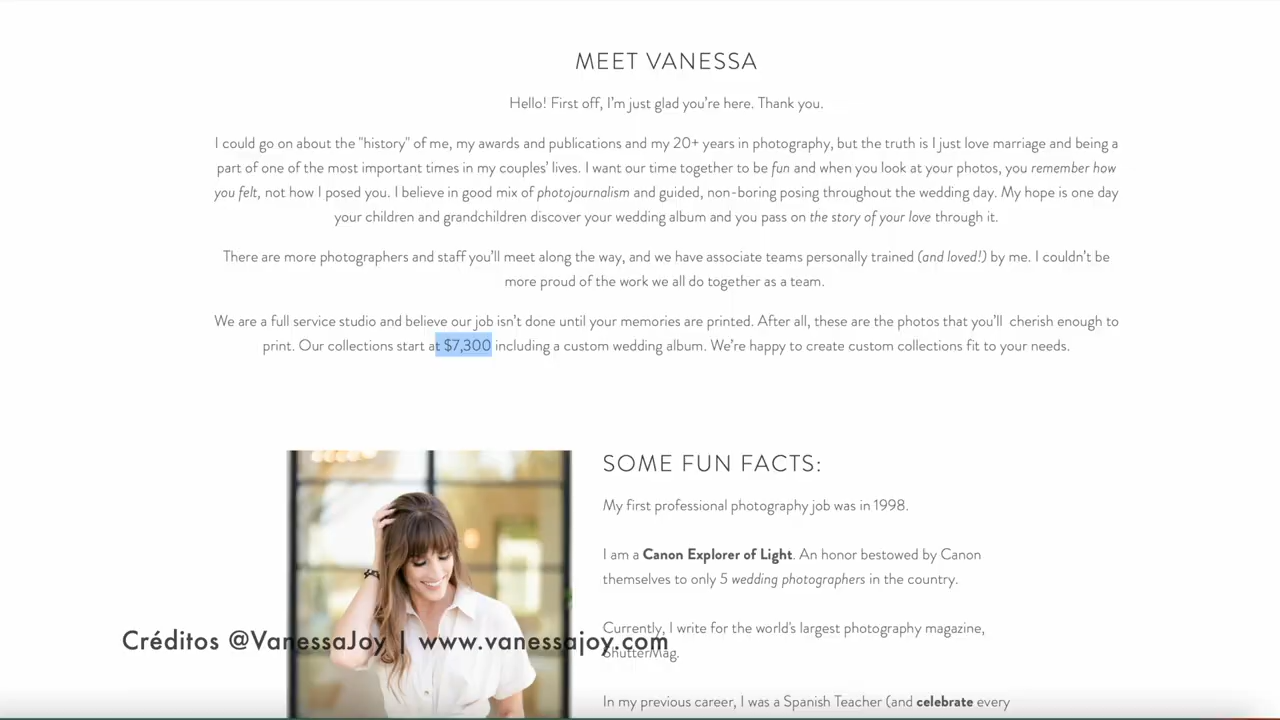 MEET VANESSA
Hello! First off, I'm just glad you're here. Thank you.
I could go on about the "history" of me, my awards and publications and my 20+ years in photography, but the truth is I just love marriage and being a
part of one of the most important times in my couples' lives. I want our time together to be fun and when you look at your photos, you remember how
you felt, not how I posed you. I believe in good mix of photojournalism and guided, non-boring posing throughout the wedding day. My hope is one day
your children and grandchildren discover your wedding album and you pass on the story of your love through it.
There are more photographers and staff you'll meet along the way, and we have associate teams personally trained (and loved!) by me. I couldn't be
more proud of the work we all do together as a team.
We are a full service studio and believe our job isn't done until your memories are printed. After all, these are the photos that you'll cherish enough to
print. Our collections start at $7,300 including a custom wedding album. We're happy to create custom collections fit to your needs.
SOME FUN FACTS:
My first professional photography job was in 1998.
I am a Canon Explorer of Light. An honor bestowed by Canon
themselves to only 5 wedding photographers in the country.
Currently, I write for the world's largest photography magazine,
ShutterMag.
Créditos @VanessaJoy | www.vanessajoy.com
In my previous career, I was a Spanish Teacher (and celebrate every